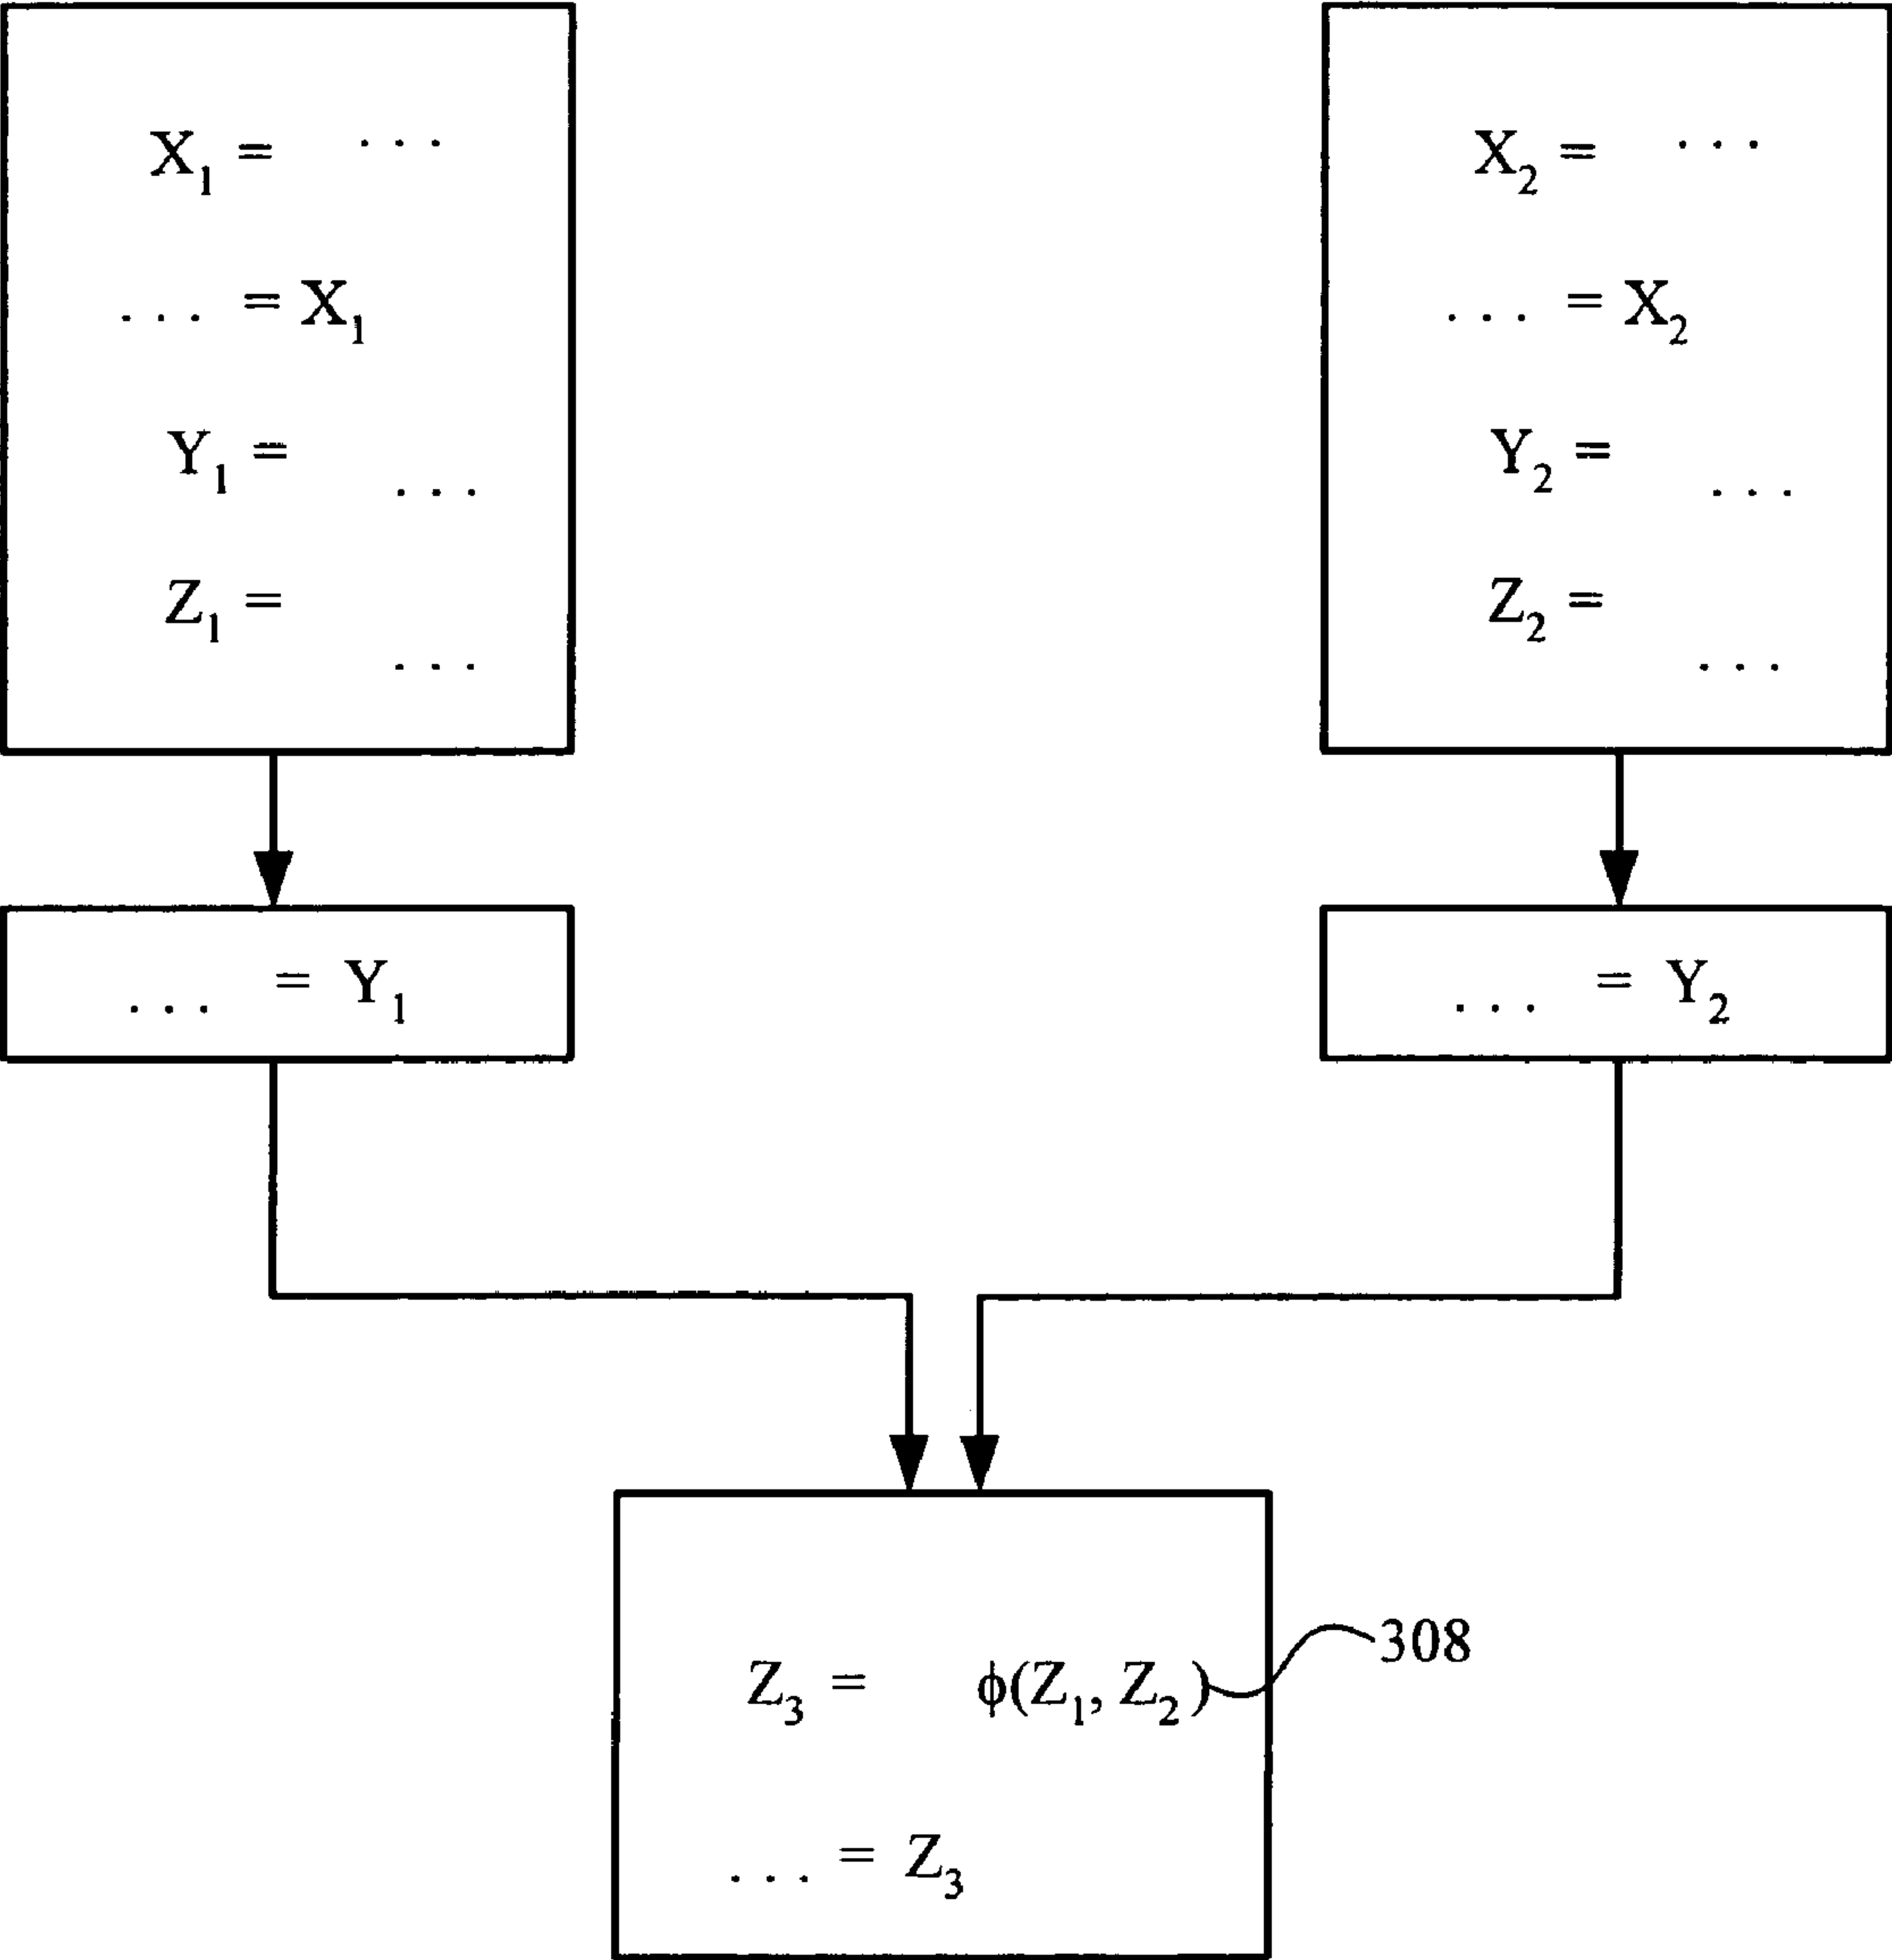 X₁ = ...
... = X₁
Y₁ = ...
Z₁ = ...
X₂ = ...
... = X₂
Y₂ = ...
Z₂ = ...
... = Y₁
... = Y₂
Z₃ = ϕ(Z₁, Z₂) 308
... = Z₃